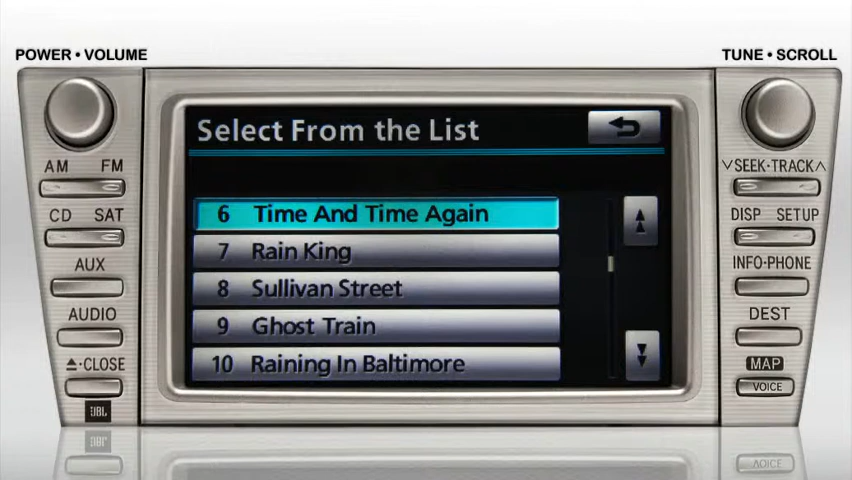 POWER • VOLUME
TUNE • SCROLL
Select From the List
AM FM
CD SAT
AUX
AUDIO
⏏·CLOSE
JBL
6 Time And Time Again
7 Rain King
8 Sullivan Street
9 Ghost Train
10 Raining In Baltimore
∨SEEK·TRACK∧
DISP SETUP
INFO·PHONE
DEST
MAP
VOICE